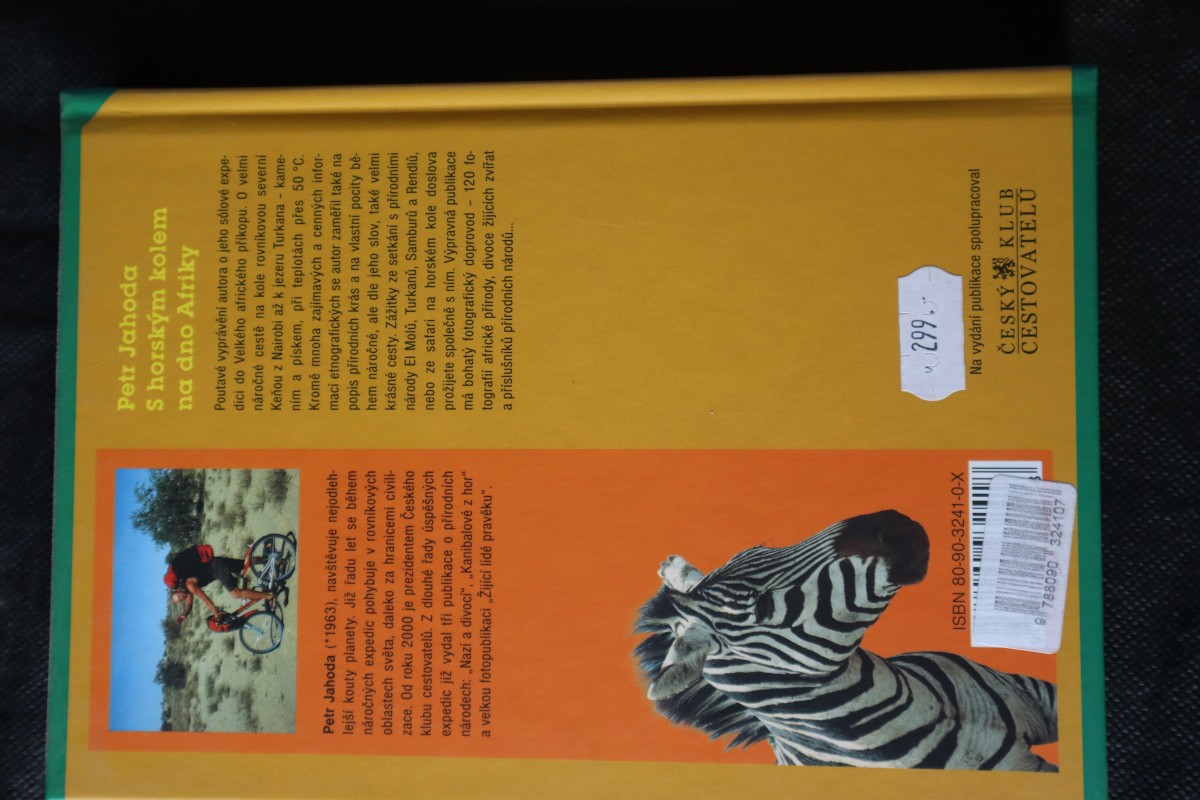 Petr Jahoda
S horským kolem
na dno Afriky
Poutavé vyprávění autora o jeho sólové expe-
dici do Velkého afrického příkopu. O velmi
náročné cestě na kole rovníkovou severní
Keňou z Nairobi až k jezeru Turkana - kame-
ním a pískem, při teplotách přes 50 °C.
Kromě mnoha zajímavých a cenných infor-
mací etnografických se autor zaměřil také na
popis přírodních krás a na vlastní pocity bě-
hem náročné, ale dle jeho slov, také velmi
krásné cesty. Zážitky ze setkání s přírodními
národy El Molů, Turkanů, Samburů a Rendlů,
nebo ze safari na horském kole doslova
prožijete společně s ním. Výpravná publikace
má bohatý fotografický doprovod - 120 fo-
tografií africké přírody, divoce žijících zvířat
a příslušníků přírodních národů...
Petr Jahoda (*1963), navštěvuje nejodleh-
lejší kouty planety. Již řadu let se během
náročných expedic pohybuje v rovníkových
oblastech světa, daleko za hranicemi civili-
zace. Od roku 2000 je prezidentem Českého
klubu cestovatelů. Z dlouhé řady úspěšných
expedic již vydal tři publikace o přírodních
národech: „Nazí a divocí", „Kanibalové z hor"
a velkou fotopublikaci „Žijící lidé pravěku".
299,-
Na vydání publikace spolupracoval
ČESKÝ KLUB
CESTOVATELŮ
ISBN 80-90-3241-0-X
9 788090 324107